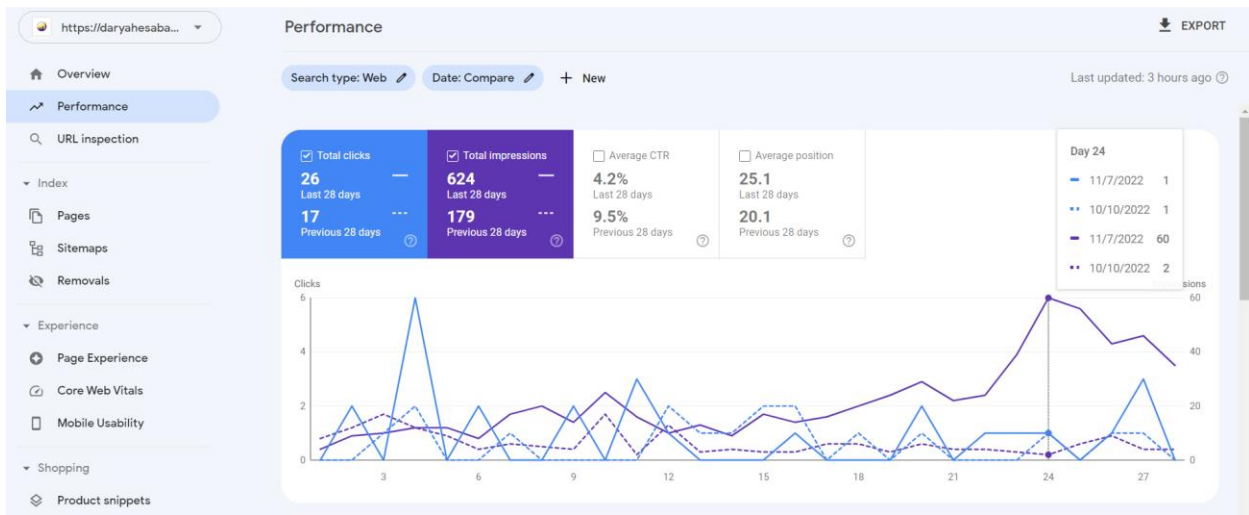 https://daryahesaba...
Performance
EXPORT
Overview
Performance
URL inspection
Index
Pages
Sitemaps
Removals
Experience
Page Experience
Core Web Vitals
Mobile Usability
Shopping
Product snippets
Search type: Web
Date: Compare
+ New
Last updated: 3 hours ago
Total clicks
26
Last 28 days
17
Previous 28 days
Total impressions
624
Last 28 days
179
Previous 28 days
Average CTR
4.2%
Last 28 days
9.5%
Previous 28 days
Average position
25.1
Last 28 days
20.1
Previous 28 days
Day 24
11/7/2022 1
10/10/2022 1
11/7/2022 60
10/10/2022 2
Clicks
sions
6
4
2
0
60
40
20
0
3 6 9 12 15 18 21 24 27